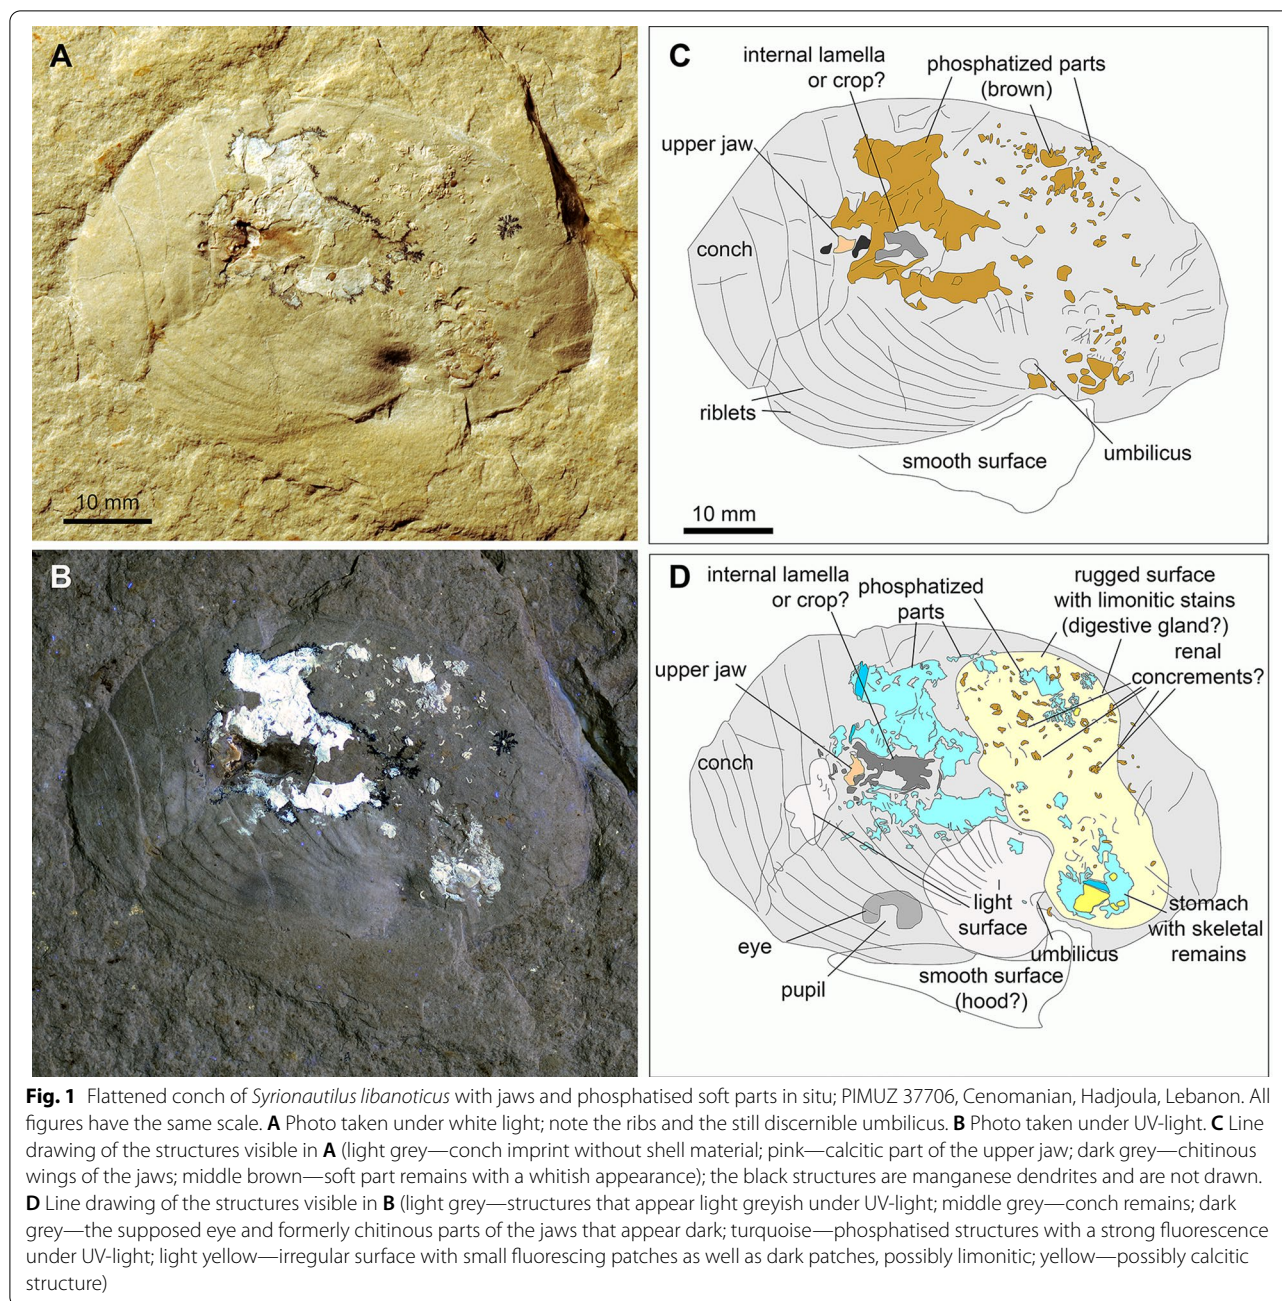 A
10 mm
B
C
internal lamella
or crop?
phosphatized parts
(brown)
upper jaw
conch
riblets
umbilicus
smooth surface
10 mm
D
internal lamella
or crop?
phosphatized
parts
rugged surface
with limonitic stains
(digestive gland?)
renal
concrements?
upper jaw
conch
light
surface
stomach
with skeletal
remains
eye
umbilicus
pupil
smooth surface
(hood?)
Fig. 1 Flattened conch of Syrionautilus libanoticus with jaws and phosphatised soft parts in situ; PIMUZ 37706, Cenomanian, Hadjoula, Lebanon. All
figures have the same scale. A Photo taken under white light; note the ribs and the still discernible umbilicus. B Photo taken under UV-light. C Line
drawing of the structures visible in A (light grey—conch imprint without shell material; pink—calcitic part of the upper jaw; dark grey—chitinous
wings of the jaws; middle brown—soft part remains with a whitish appearance); the black structures are manganese dendrites and are not drawn.
D Line drawing of the structures visible in B (light grey—structures that appear light greyish under UV-light; middle grey—conch remains; dark
grey—the supposed eye and formerly chitinous parts of the jaws that appear dark; turquoise—phosphatised structures with a strong fluorescence
under UV-light; light yellow—irregular surface with small fluorescing patches as well as dark patches, possibly limonitic; yellow—possibly calcitic
structure)